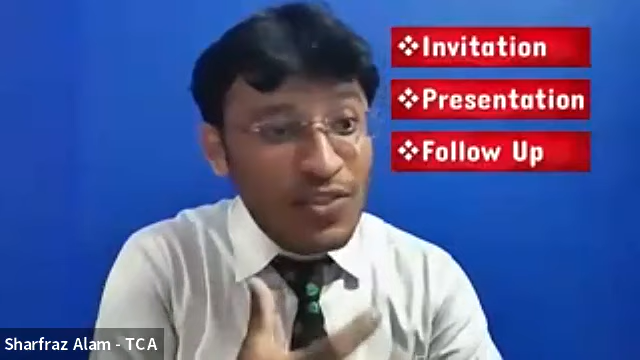 ❖Invitation
❖Presentation
❖Follow Up
Sharfraz Alam - TCA